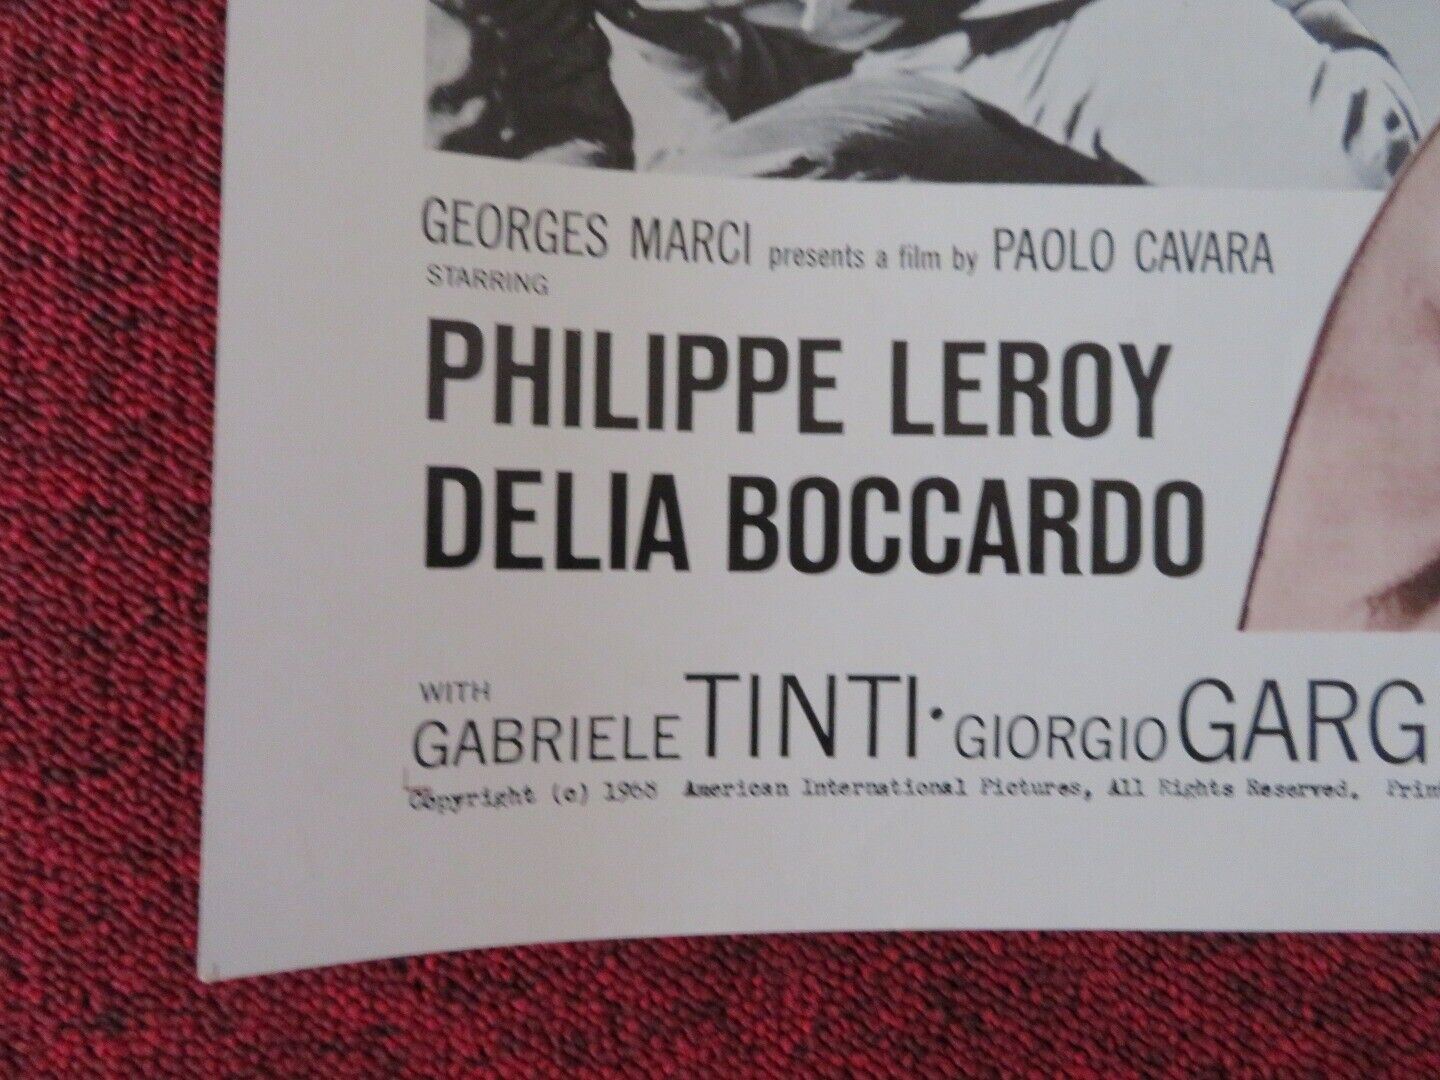 GEORGES MARCI presents a film by PAOLO CAVARA
STARRING
PHILIPPE LEROY
DELIA BOCCARDO
WITH
GABRIELE TINTI · GIORGIO GARG
Copyright (c) 1968 American International Pictures, All Rights Reserved. Prin